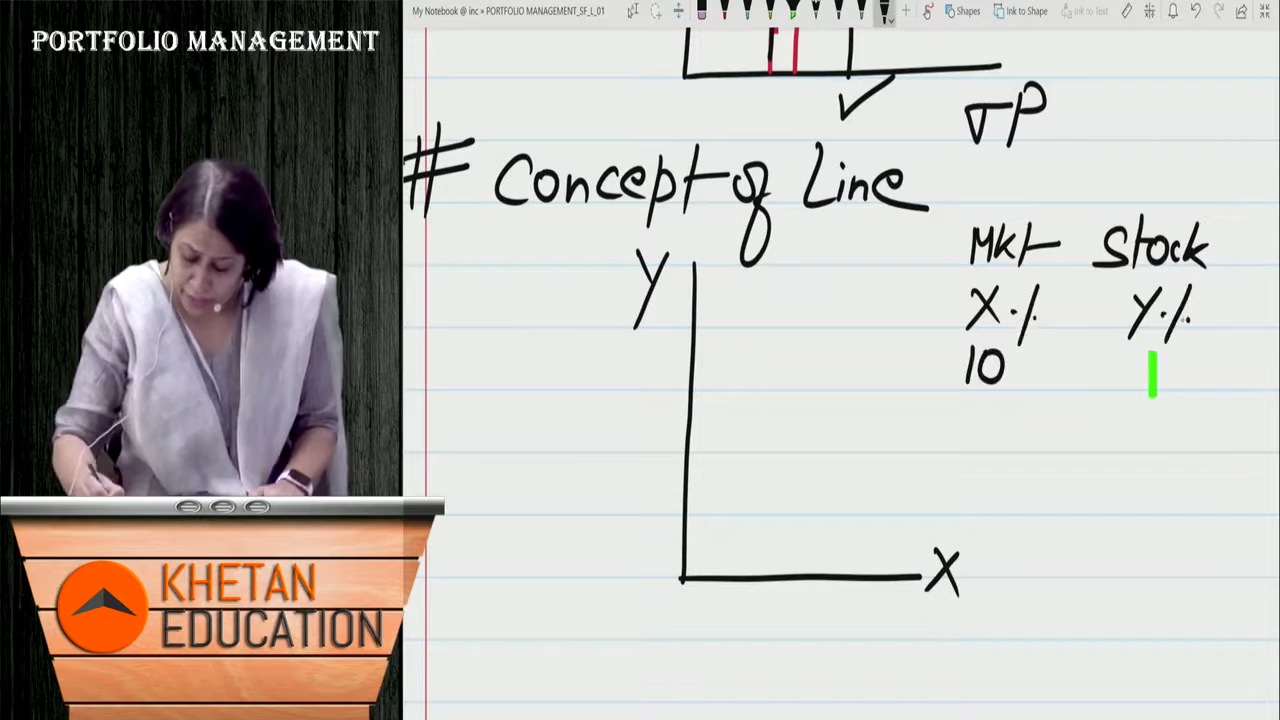 My Notebook @ inc » PORTFOLIO MANAGEMENT_SF_L_01
Shapes
Ink to Shape
Ink to Text
PORTFOLIO MANAGEMENT
σP
# Concept of Line
Mkt Stock
Y
X.% Y.%
10
X
KHETAN
EDUCATION